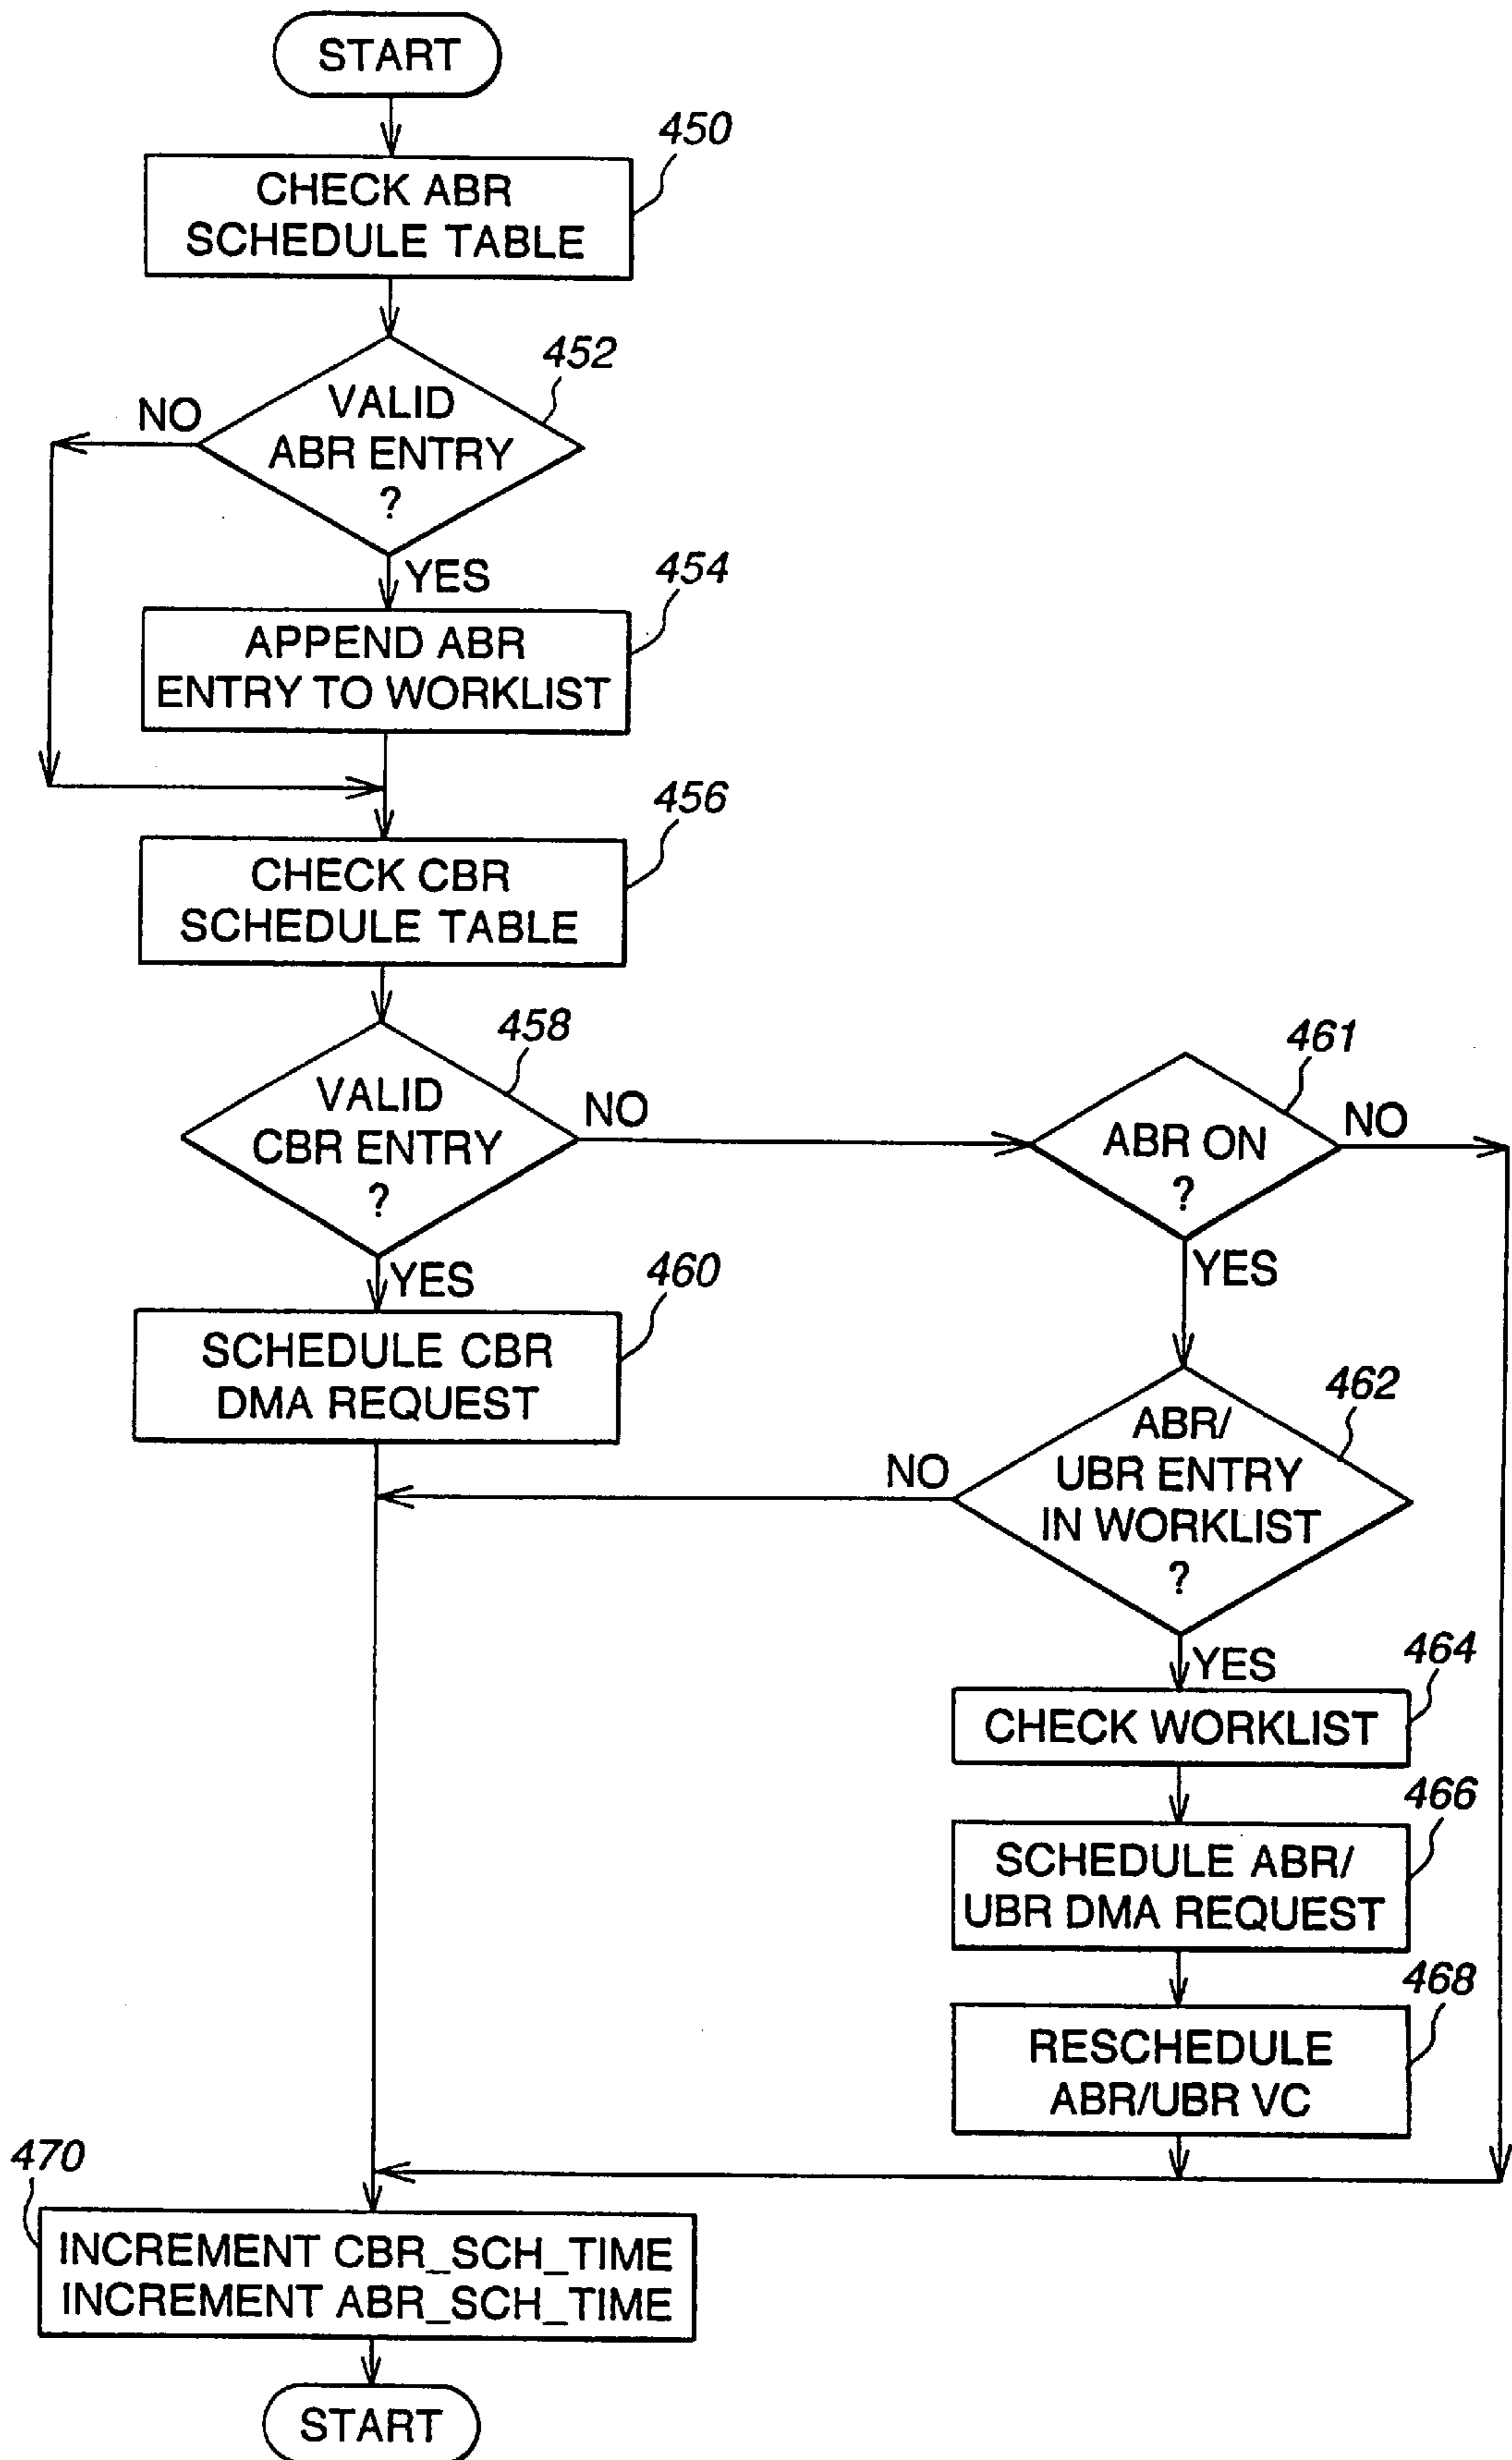 START
450
CHECK ABR
SCHEDULE TABLE
452
NO
VALID
ABR ENTRY
?
YES
454
APPEND ABR
ENTRY TO WORKLIST
456
CHECK CBR
SCHEDULE TABLE
458
VALID
CBR ENTRY
?
NO
461
ABR ON
?
NO
YES
YES
460
SCHEDULE CBR
DMA REQUEST
462
ABR/
UBR ENTRY
IN WORKLIST
?
NO
YES
464
CHECK WORKLIST
466
SCHEDULE ABR/
UBR DMA REQUEST
468
RESCHEDULE
ABR/UBR VC
470
INCREMENT CBR_SCH_TIME
INCREMENT ABR_SCH_TIME
START